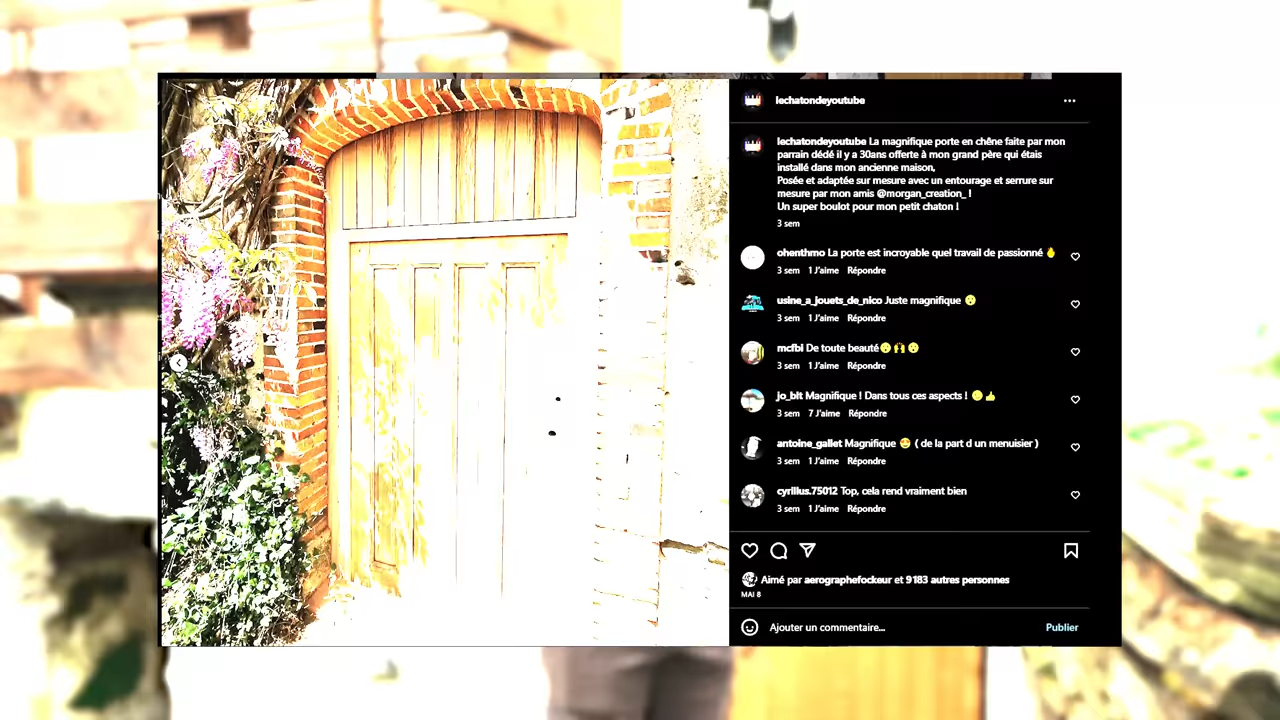 lechatondeyoutube
lechatondeyoutube La magnifique porte en chêne faite par mon
parrain dédé il y a 30ans offerte à mon grand père qui étais
installé dans mon ancienne maison,
Posée et adaptée sur mesure avec un entourage et serrure sur
mesure par mon amis @morgan_creation_ !
Un super boulot pour mon petit chaton !
3 sem
ohenthmo La porte est incroyable quel travail de passionné
3 sem 1 J'aime Répondre
usine_a_jouets_de_nico Juste magnifique 😮
3 sem 1 J'aime Répondre
mcfbi De toute beauté😮🙌😮
3 sem 1 J'aime Répondre
jo_blt Magnifique ! Dans tous ces aspects ! 👍
3 sem 7 J'aime Répondre
antoine_gallet Magnifique 🤩 ( de la part d un menuisier )
3 sem 1 J'aime Répondre
cyrilius.75012 Top, cela rend vraiment bien
3 sem 1 J'aime Répondre
Aimé par aerographefockeur et 9 183 autres personnes
MAI 8
Ajouter un commentaire... Publier